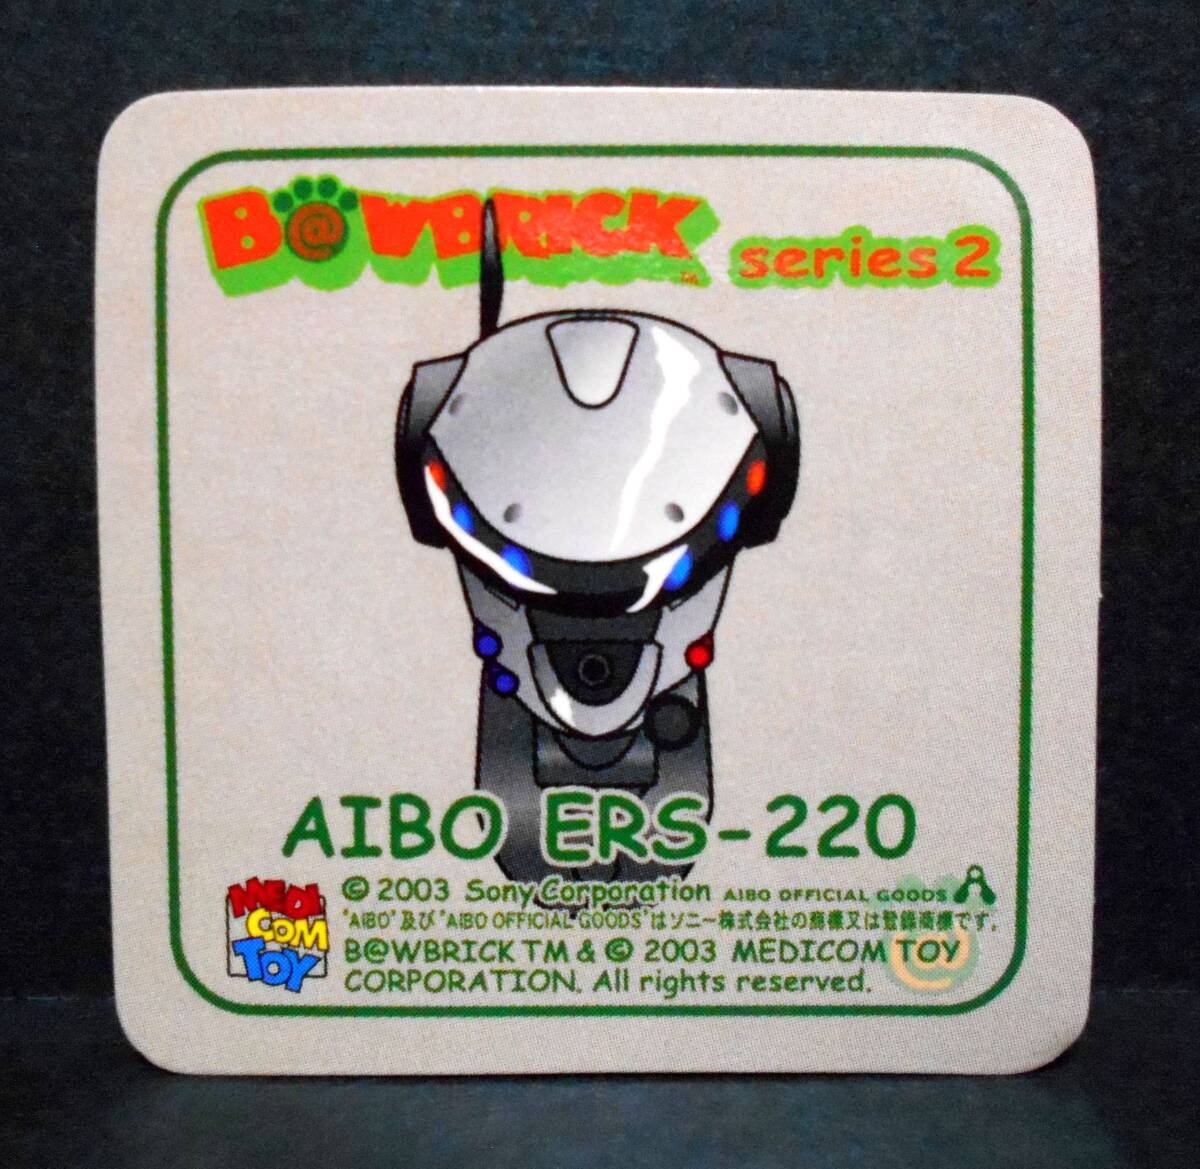 B@WBRICK™ series 2
AIBO ERS-220
MEDI
COM
TOY
© 2003 Sony Corporation AIBO OFFICIAL GOODS
"AIBO"及び"AIBO OFFICIAL GOODS"はソニー株式会社の商標又は登録商標です。
B@WBRICK TM & © 2003 MEDICOM TOY
CORPORATION. All rights reserved.